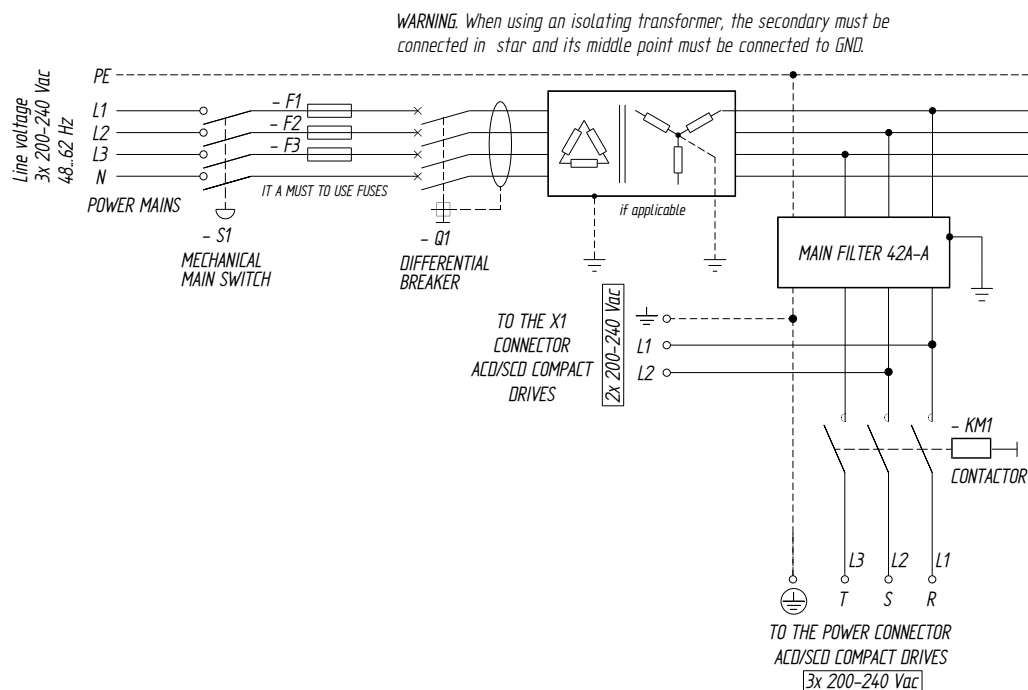 WARNING. When using an isolating transformer, the secondary must be
connected in star and its middle point must be connected to GND.
Line voltage
3x 200-240 Vac
48..62 Hz
PE
L1
L2
L3
N
POWER MAINS
- F1
- F2
- F3
IT A MUST TO USE FUSES
- S1
MECHANICAL
MAIN SWITCH
- Q1
DIFFERENTIAL
BREAKER
if applicable
MAIN FILTER 42A-A
TO THE X1
CONNECTOR
ACD/SCD COMPACT
DRIVES
2x 200-240 Vac
L1
L2
- KM1
CONTACTOR
L3
L2
L1
T
S
R
TO THE POWER CONNECTOR
ACD/SCD COMPACT DRIVES
3x 200-240 Vac